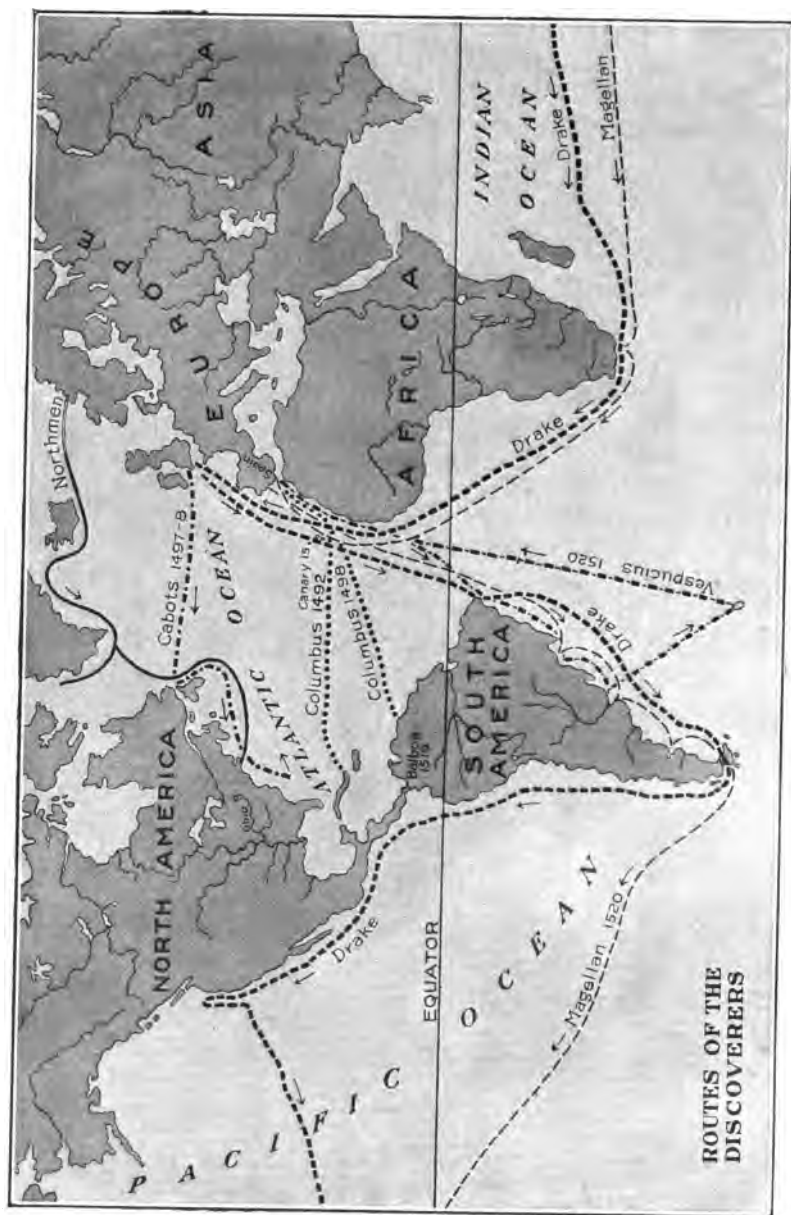 NORTH AMERICA
ATLANTIC
OCEAN
Northmen
Cabots 1497-8
Columbus 1492
Columbus 1498
Canary is.
Spain
EUROPE
ASIA
AFRICA
INDIAN
OCEAN
Drake
Magellan
Drake
Vespucius 1520
Drake
SOUTH
AMERICA
Balboa
1519
Drake
EQUATOR
PACIFIC
OCEAN
Magellan 1520
ROUTES OF THE
DISCOVERERS